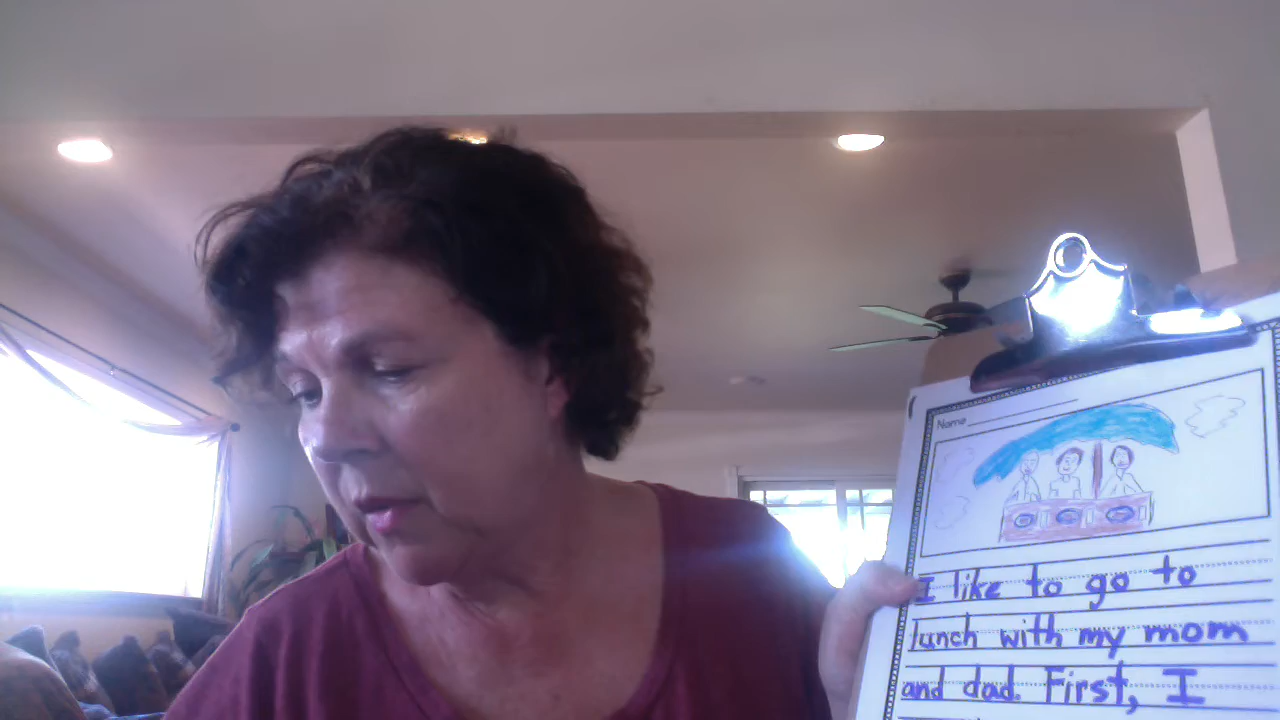 Name
I like to go to
lunch with my mom
and dad. First, I